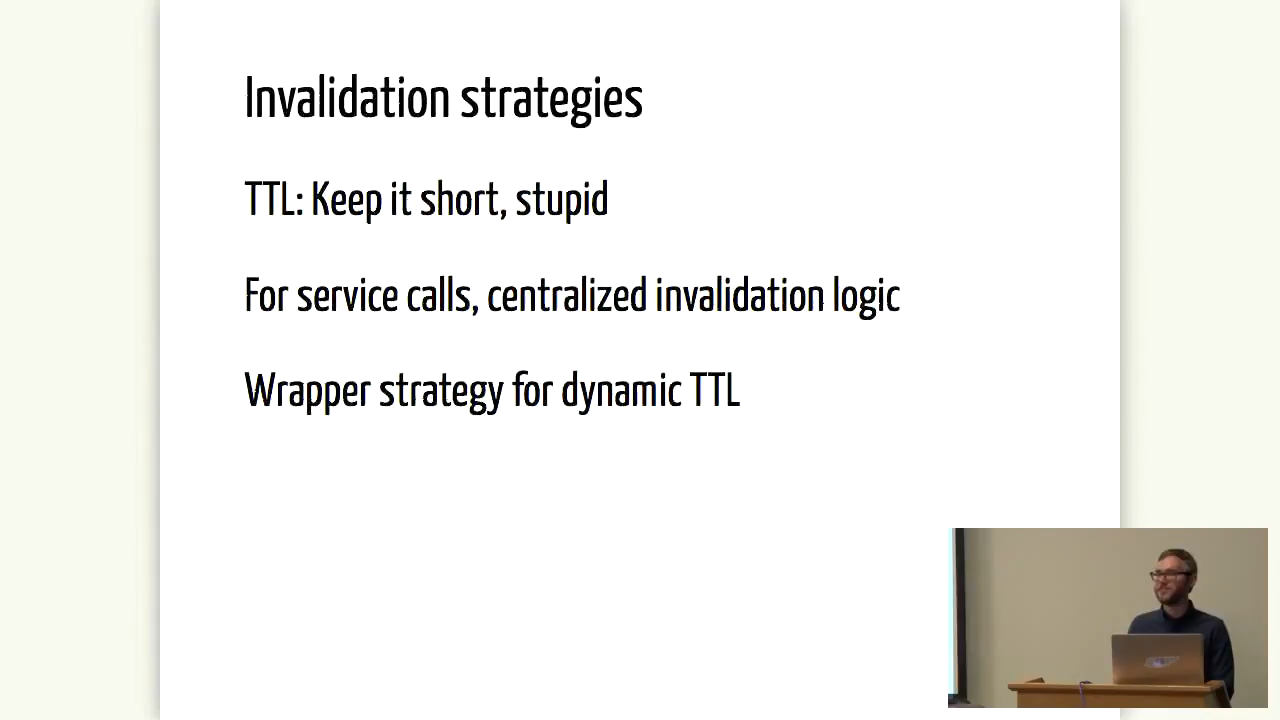 Invalidation strategies
TTL: Keep it short, stupid
For service calls, centralized invalidation logic
Wrapper strategy for dynamic TTL